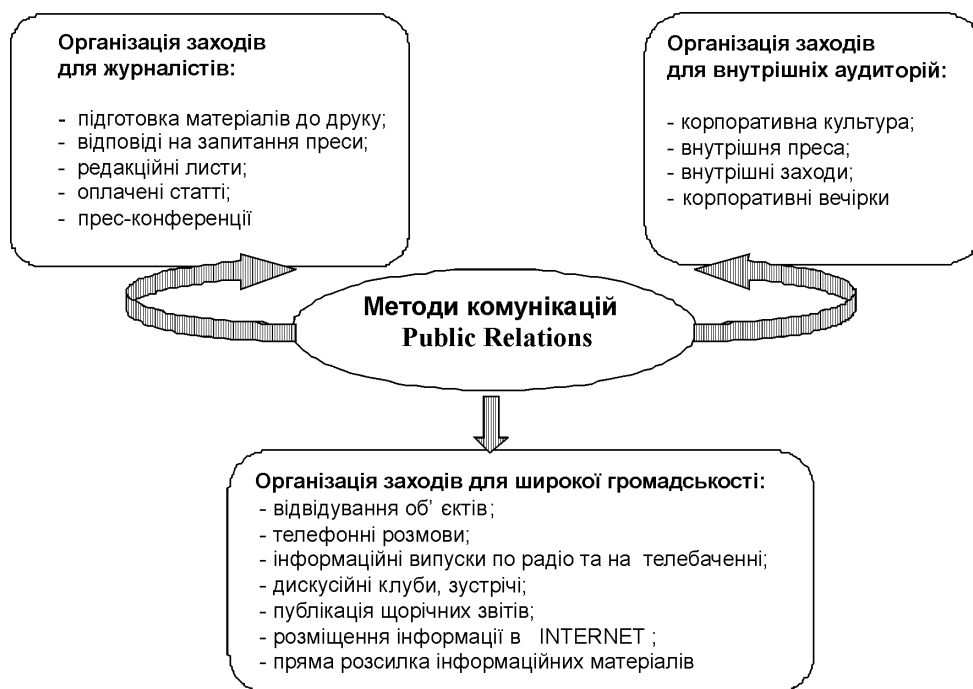 Організація заходів
для журналістів:
- підготовка матеріалів до друку;
- відповіді на запитання преси;
- редакційні листи;
- оплачені статті;
- прес-конференції
Організація заходів
для внутрішніх аудиторій:
- корпоративна культура;
- внутрішня преса;
- внутрішні заходи;
- корпоративні вечірки
Методи комунікацій
Public Relations
Організація заходів для широкої громадськості:
- відвідування об’ єктів;
- телефонні розмови;
- інформаційні випуски по радіо та на телебаченні;
- дискусійні клуби, зустрічі;
- публікація щорічних звітів;
- розміщення інформації в INTERNET ;
- пряма розсилка інформаційних матеріалів